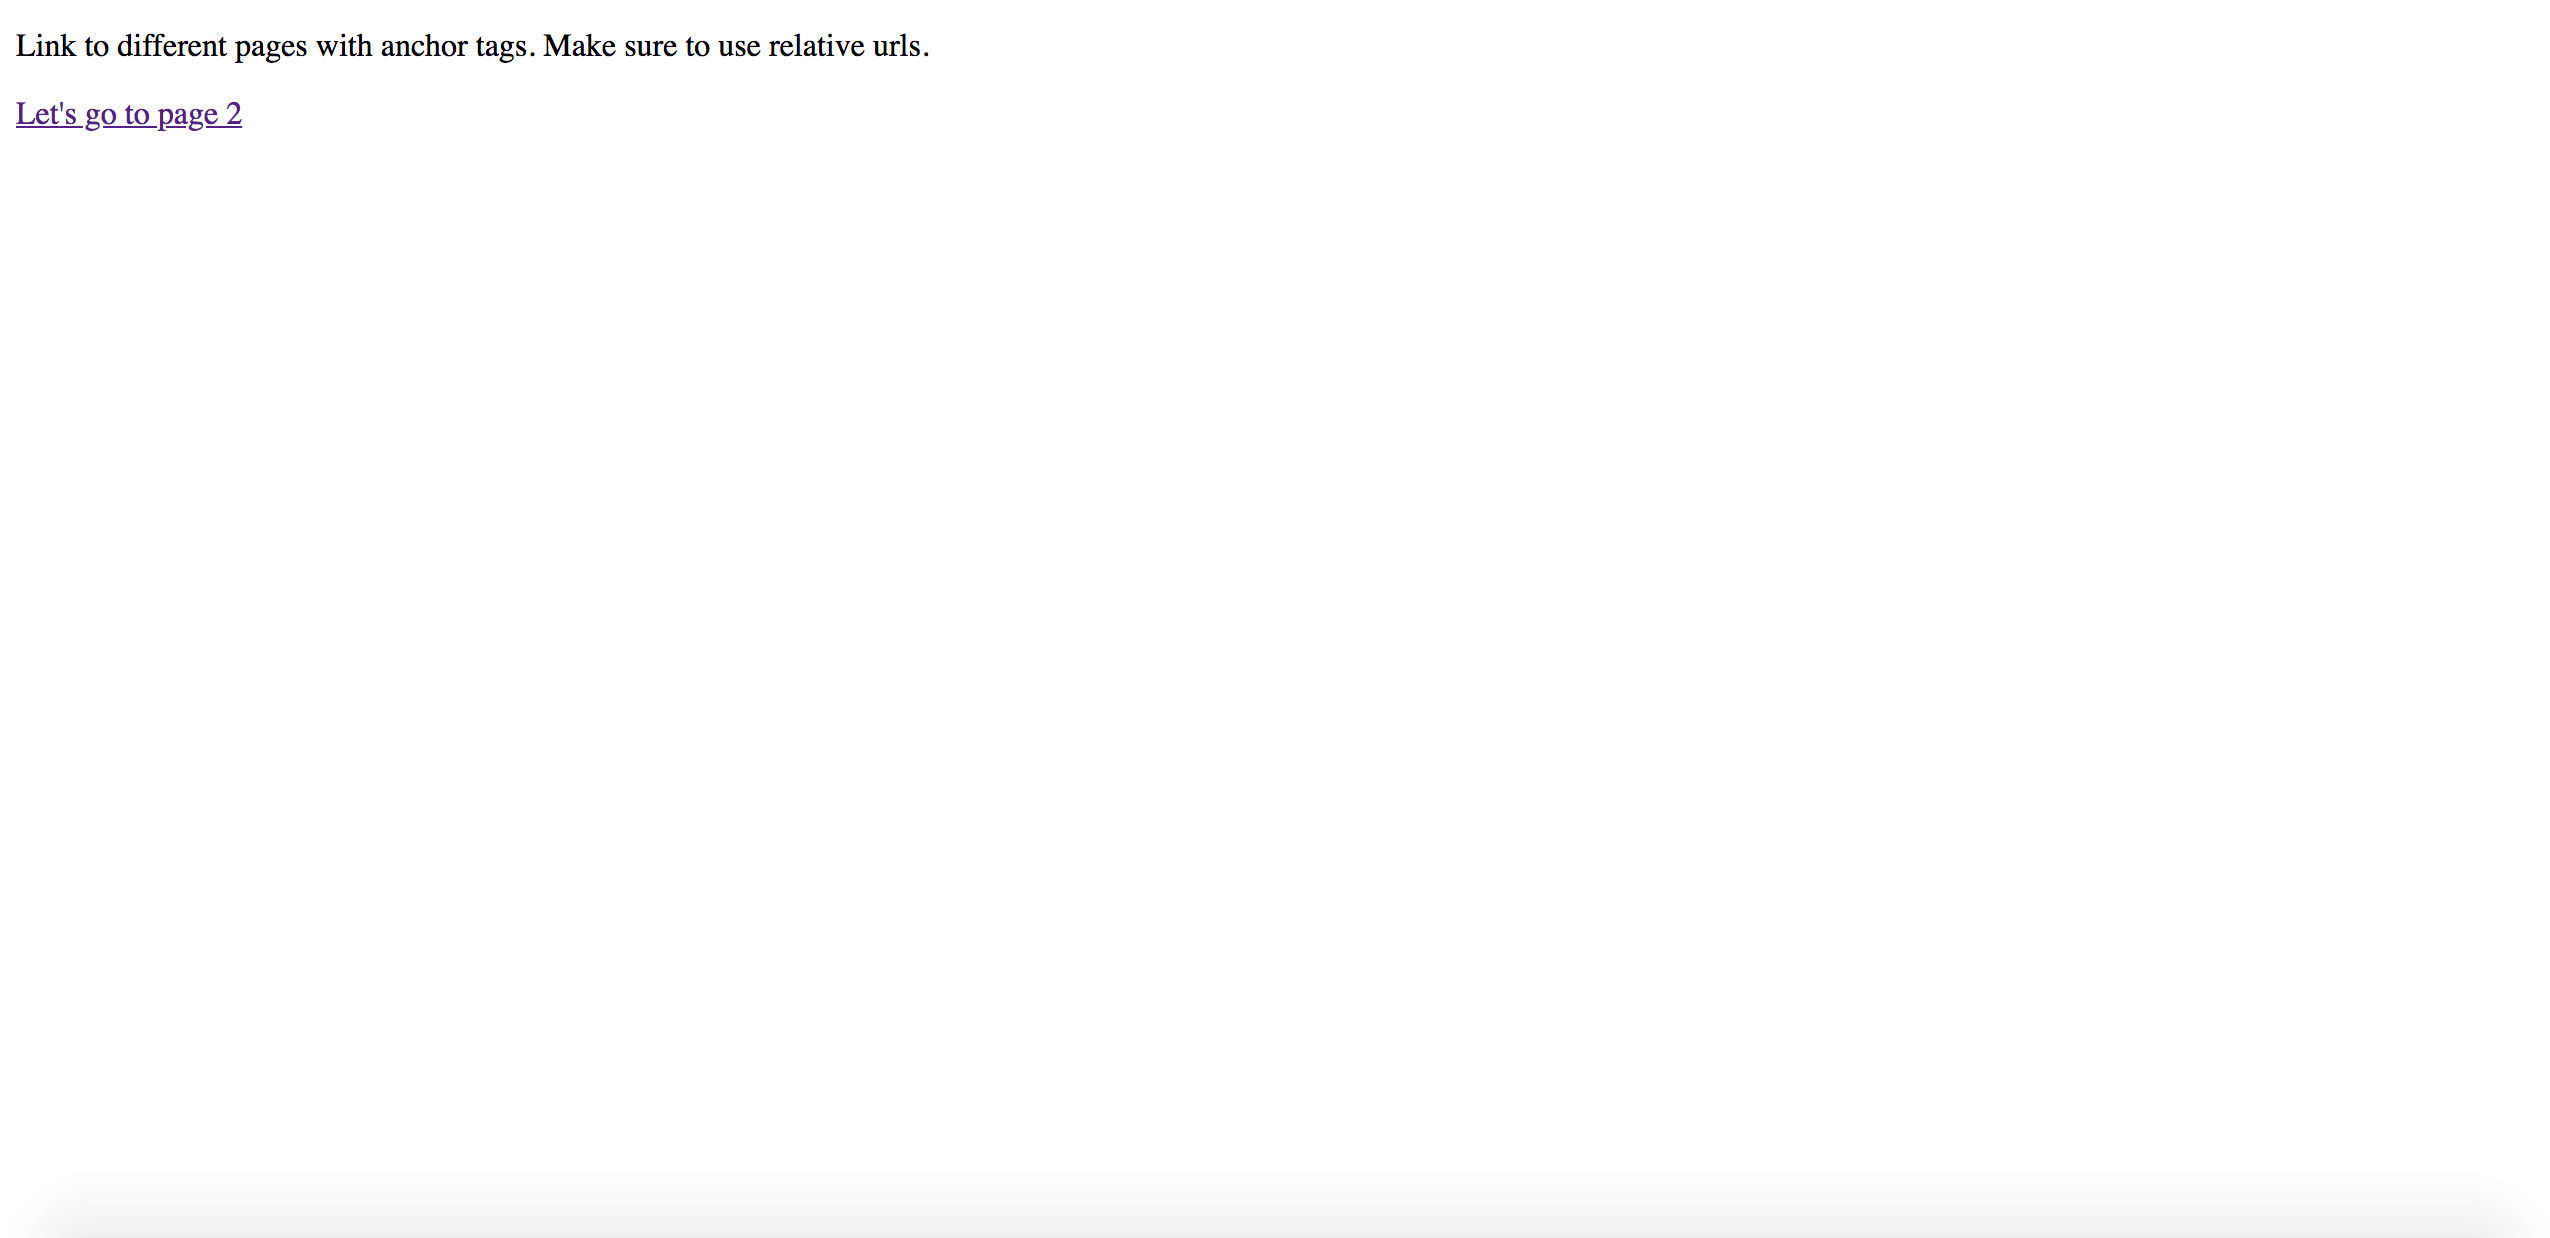 Link to different pages with anchor tags. Make sure to use relative urls.
Let's go to page 2